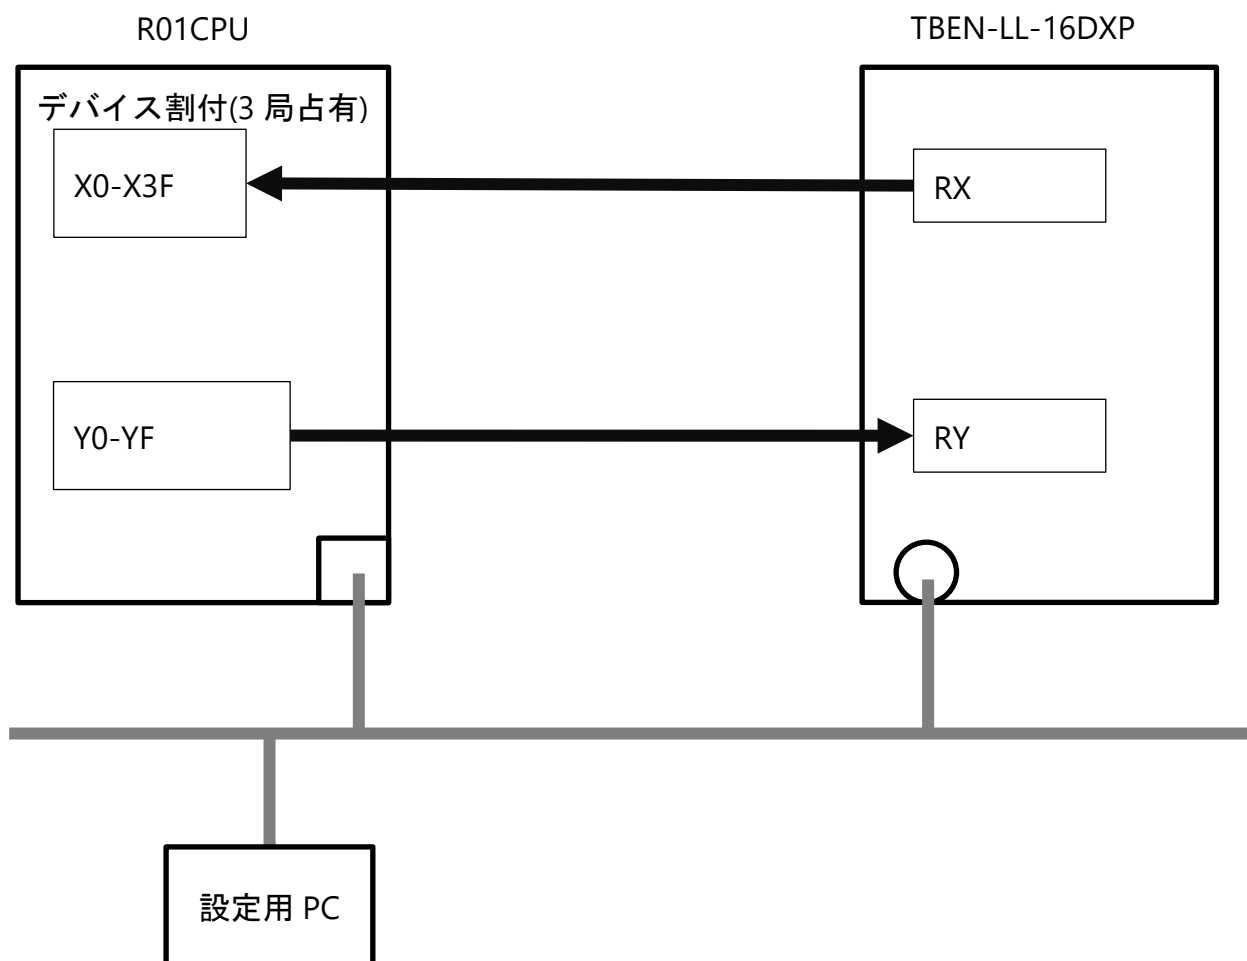 R01CPU
TBEN-LL-16DXP
デバイス割付(3 局占有)
X0-X3F
RX
Y0-YF
RY
設定用 PC